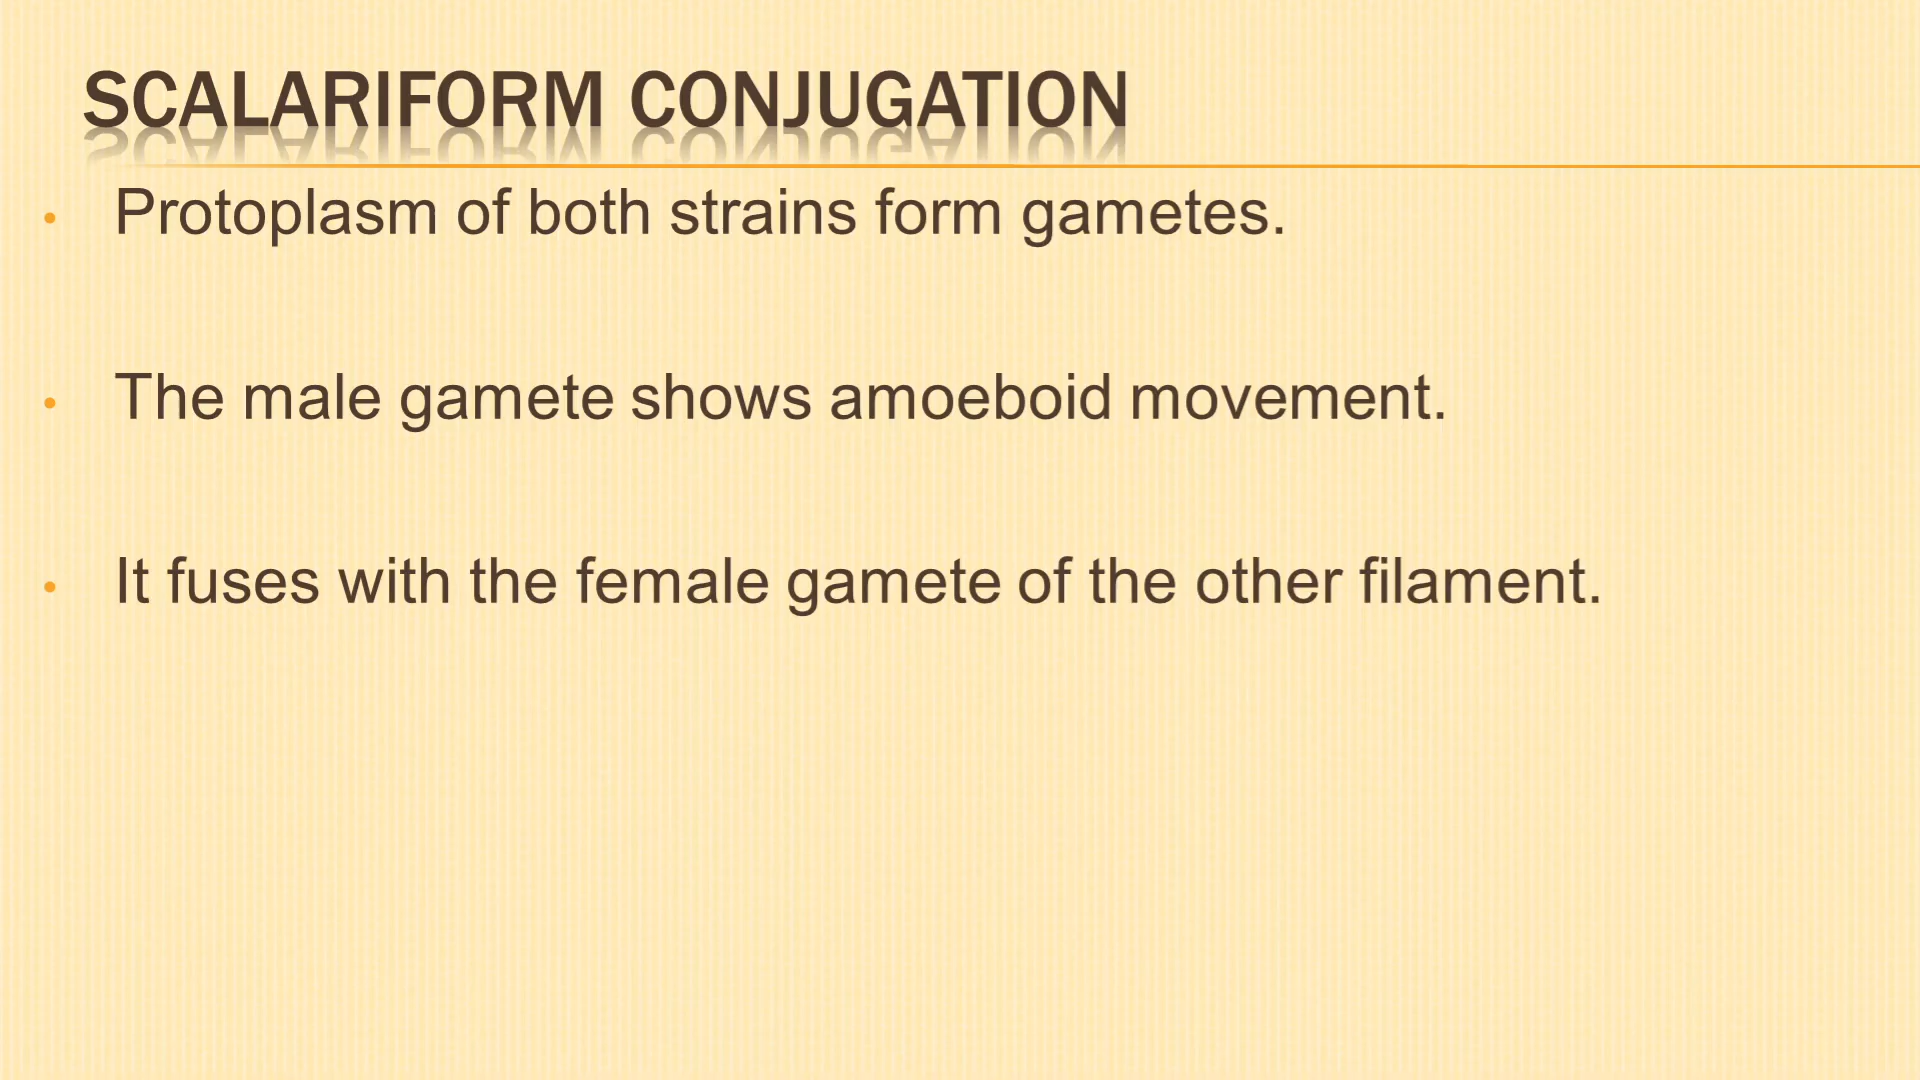 SCALARIFORM CONJUGATION
• Protoplasm of both strains form gametes.
• The male gamete shows amoeboid movement.
• It fuses with the female gamete of the other filament.